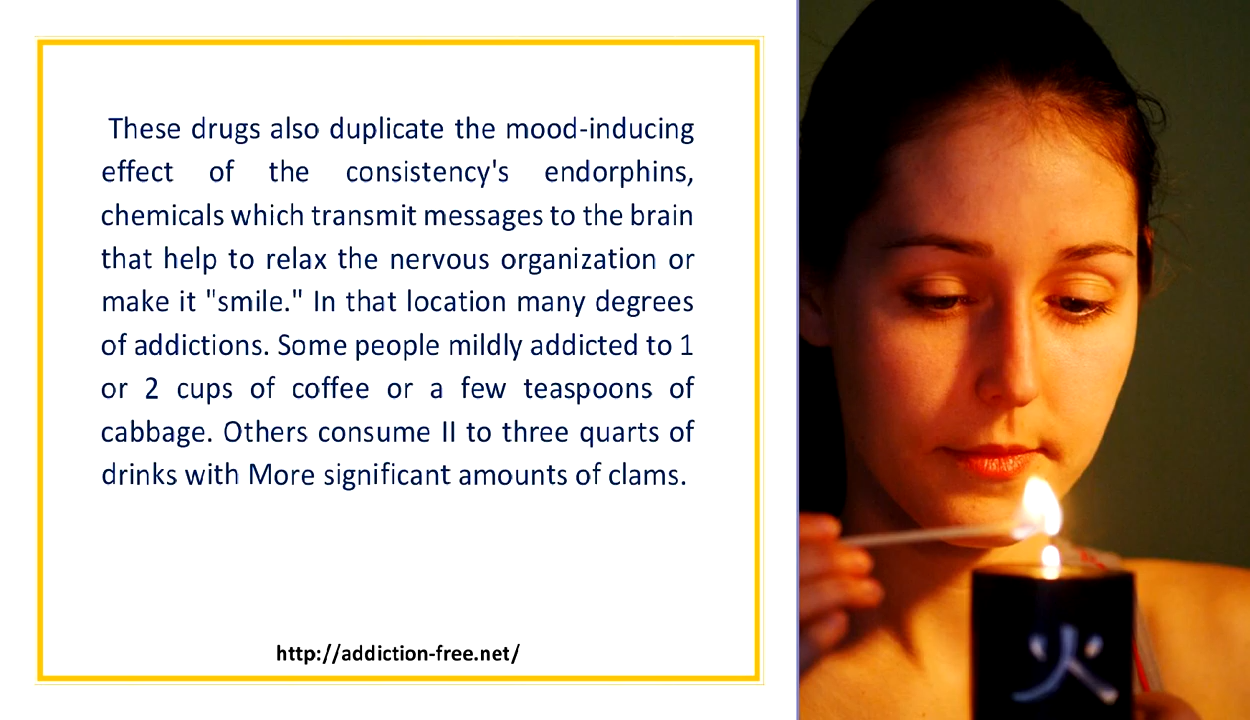 These drugs also duplicate the mood-inducing
effect of the consistency's endorphins,
chemicals which transmit messages to the brain
that help to relax the nervous organization or
make it "smile." In that location many degrees
of addictions. Some people mildly addicted to 1
or 2 cups of coffee or a few teaspoons of
cabbage. Others consume II to three quarts of
drinks with More significant amounts of clams.
http://addiction-free.net/
火